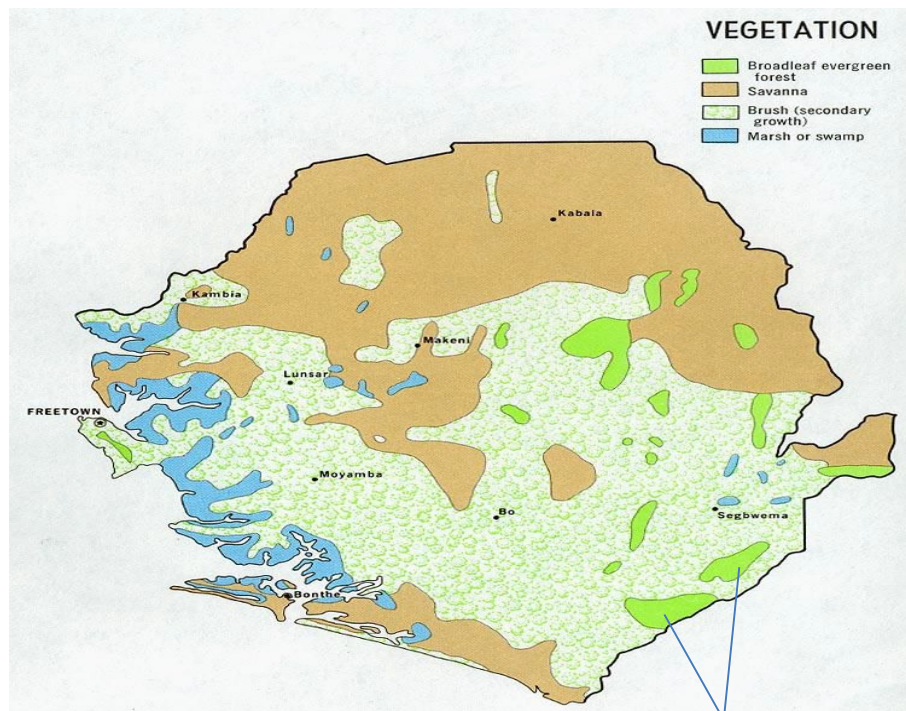 VEGETATION
Broadleaf evergreen
forest
Savanna
Brush (secondary
growth)
Marsh or swamp
Kabala
Kambia
Makeni
Lunsar
FREETOWN
Moyamba
Bo
Segbwema
Bonthe